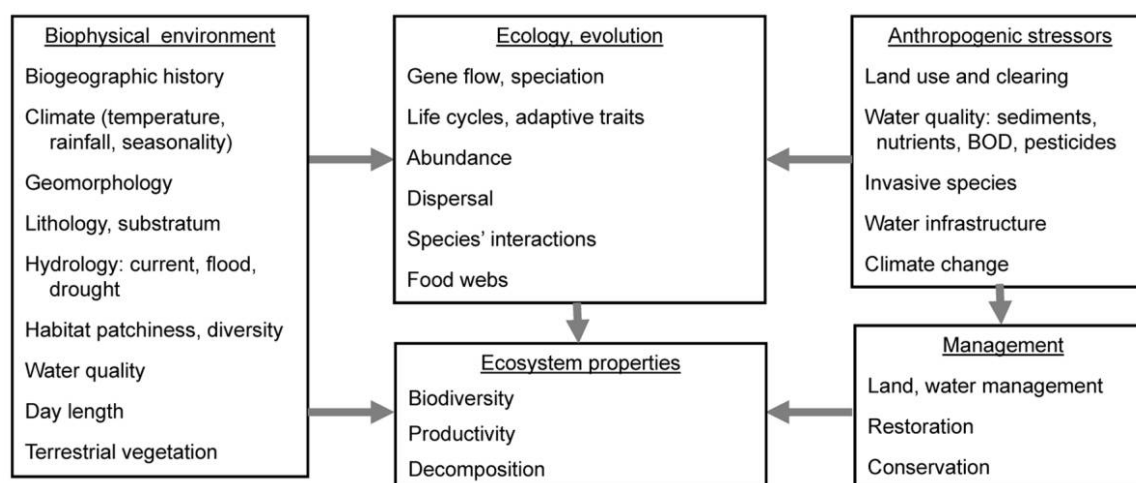 Biophysical environment
Biogeographic history
Climate (temperature,
rainfall, seasonality)
Geomorphology
Lithology, substratum
Hydrology: current, flood,
drought
Habitat patchiness, diversity
Water quality
Day length
Terrestrial vegetation
Ecology, evolution
Gene flow, speciation
Life cycles, adaptive traits
Abundance
Dispersal
Species’ interactions
Food webs
Anthropogenic stressors
Land use and clearing
Water quality: sediments,
nutrients, BOD, pesticides
Invasive species
Water infrastructure
Climate change
Ecosystem properties
Biodiversity
Productivity
Decomposition
Management
Land, water management
Restoration
Conservation